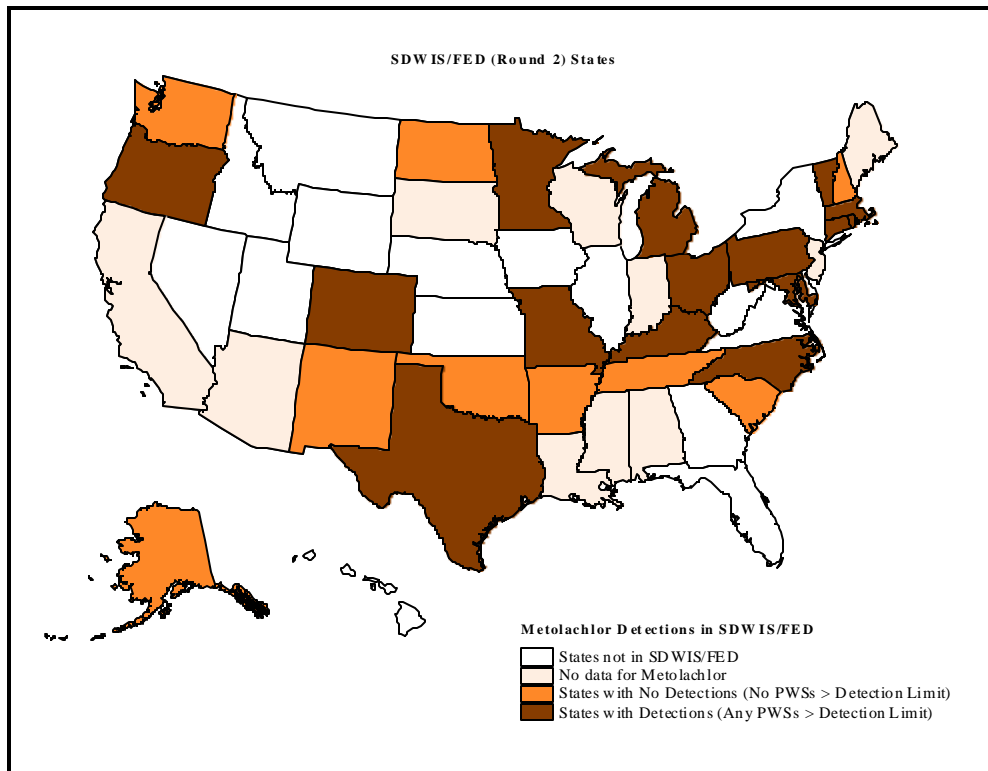 SDWIS/FED (Round 2) States
Metolachlor Detections in SDWIS/FED
States not in SDWIS/FED
No data for Metolachlor
States with No Detections (No PWSs > Detection Limit)
States with Detections (Any PWSs > Detection Limit)